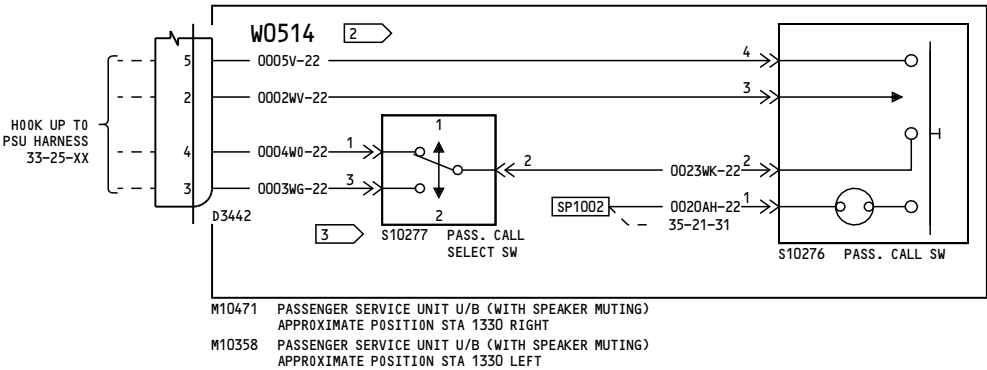 W0514 2
5 0005V-22 4
2 0002WV-22 3
HOOK UP TO
PSU HARNESS
33-25-XX
4 0004W0-22 1
3 0003WG-22 3
1
2
2 0023WK-22 2
SP1002 0020AH-22 1
35-21-31
D3442
3
S10277 PASS. CALL
SELECT SW
S10276 PASS. CALL SW
M10471 PASSENGER SERVICE UNIT U/B (WITH SPEAKER MUTING)
APPROXIMATE POSITION STA 1330 RIGHT
M10358 PASSENGER SERVICE UNIT U/B (WITH SPEAKER MUTING)
APPROXIMATE POSITION STA 1330 LEFT